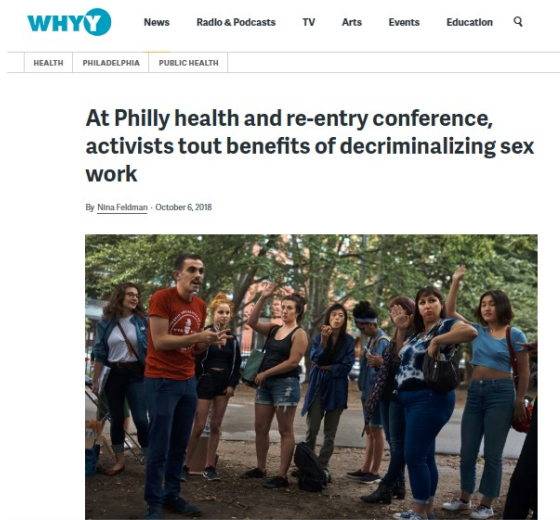 WHYY
News Radio & Podcasts TV Arts Events Education
HEALTH PHILADELPHIA PUBLIC HEALTH
At Philly health and re-entry conference,
activists tout benefits of decriminalizing sex
work
By Nina Feldman · October 6, 2018